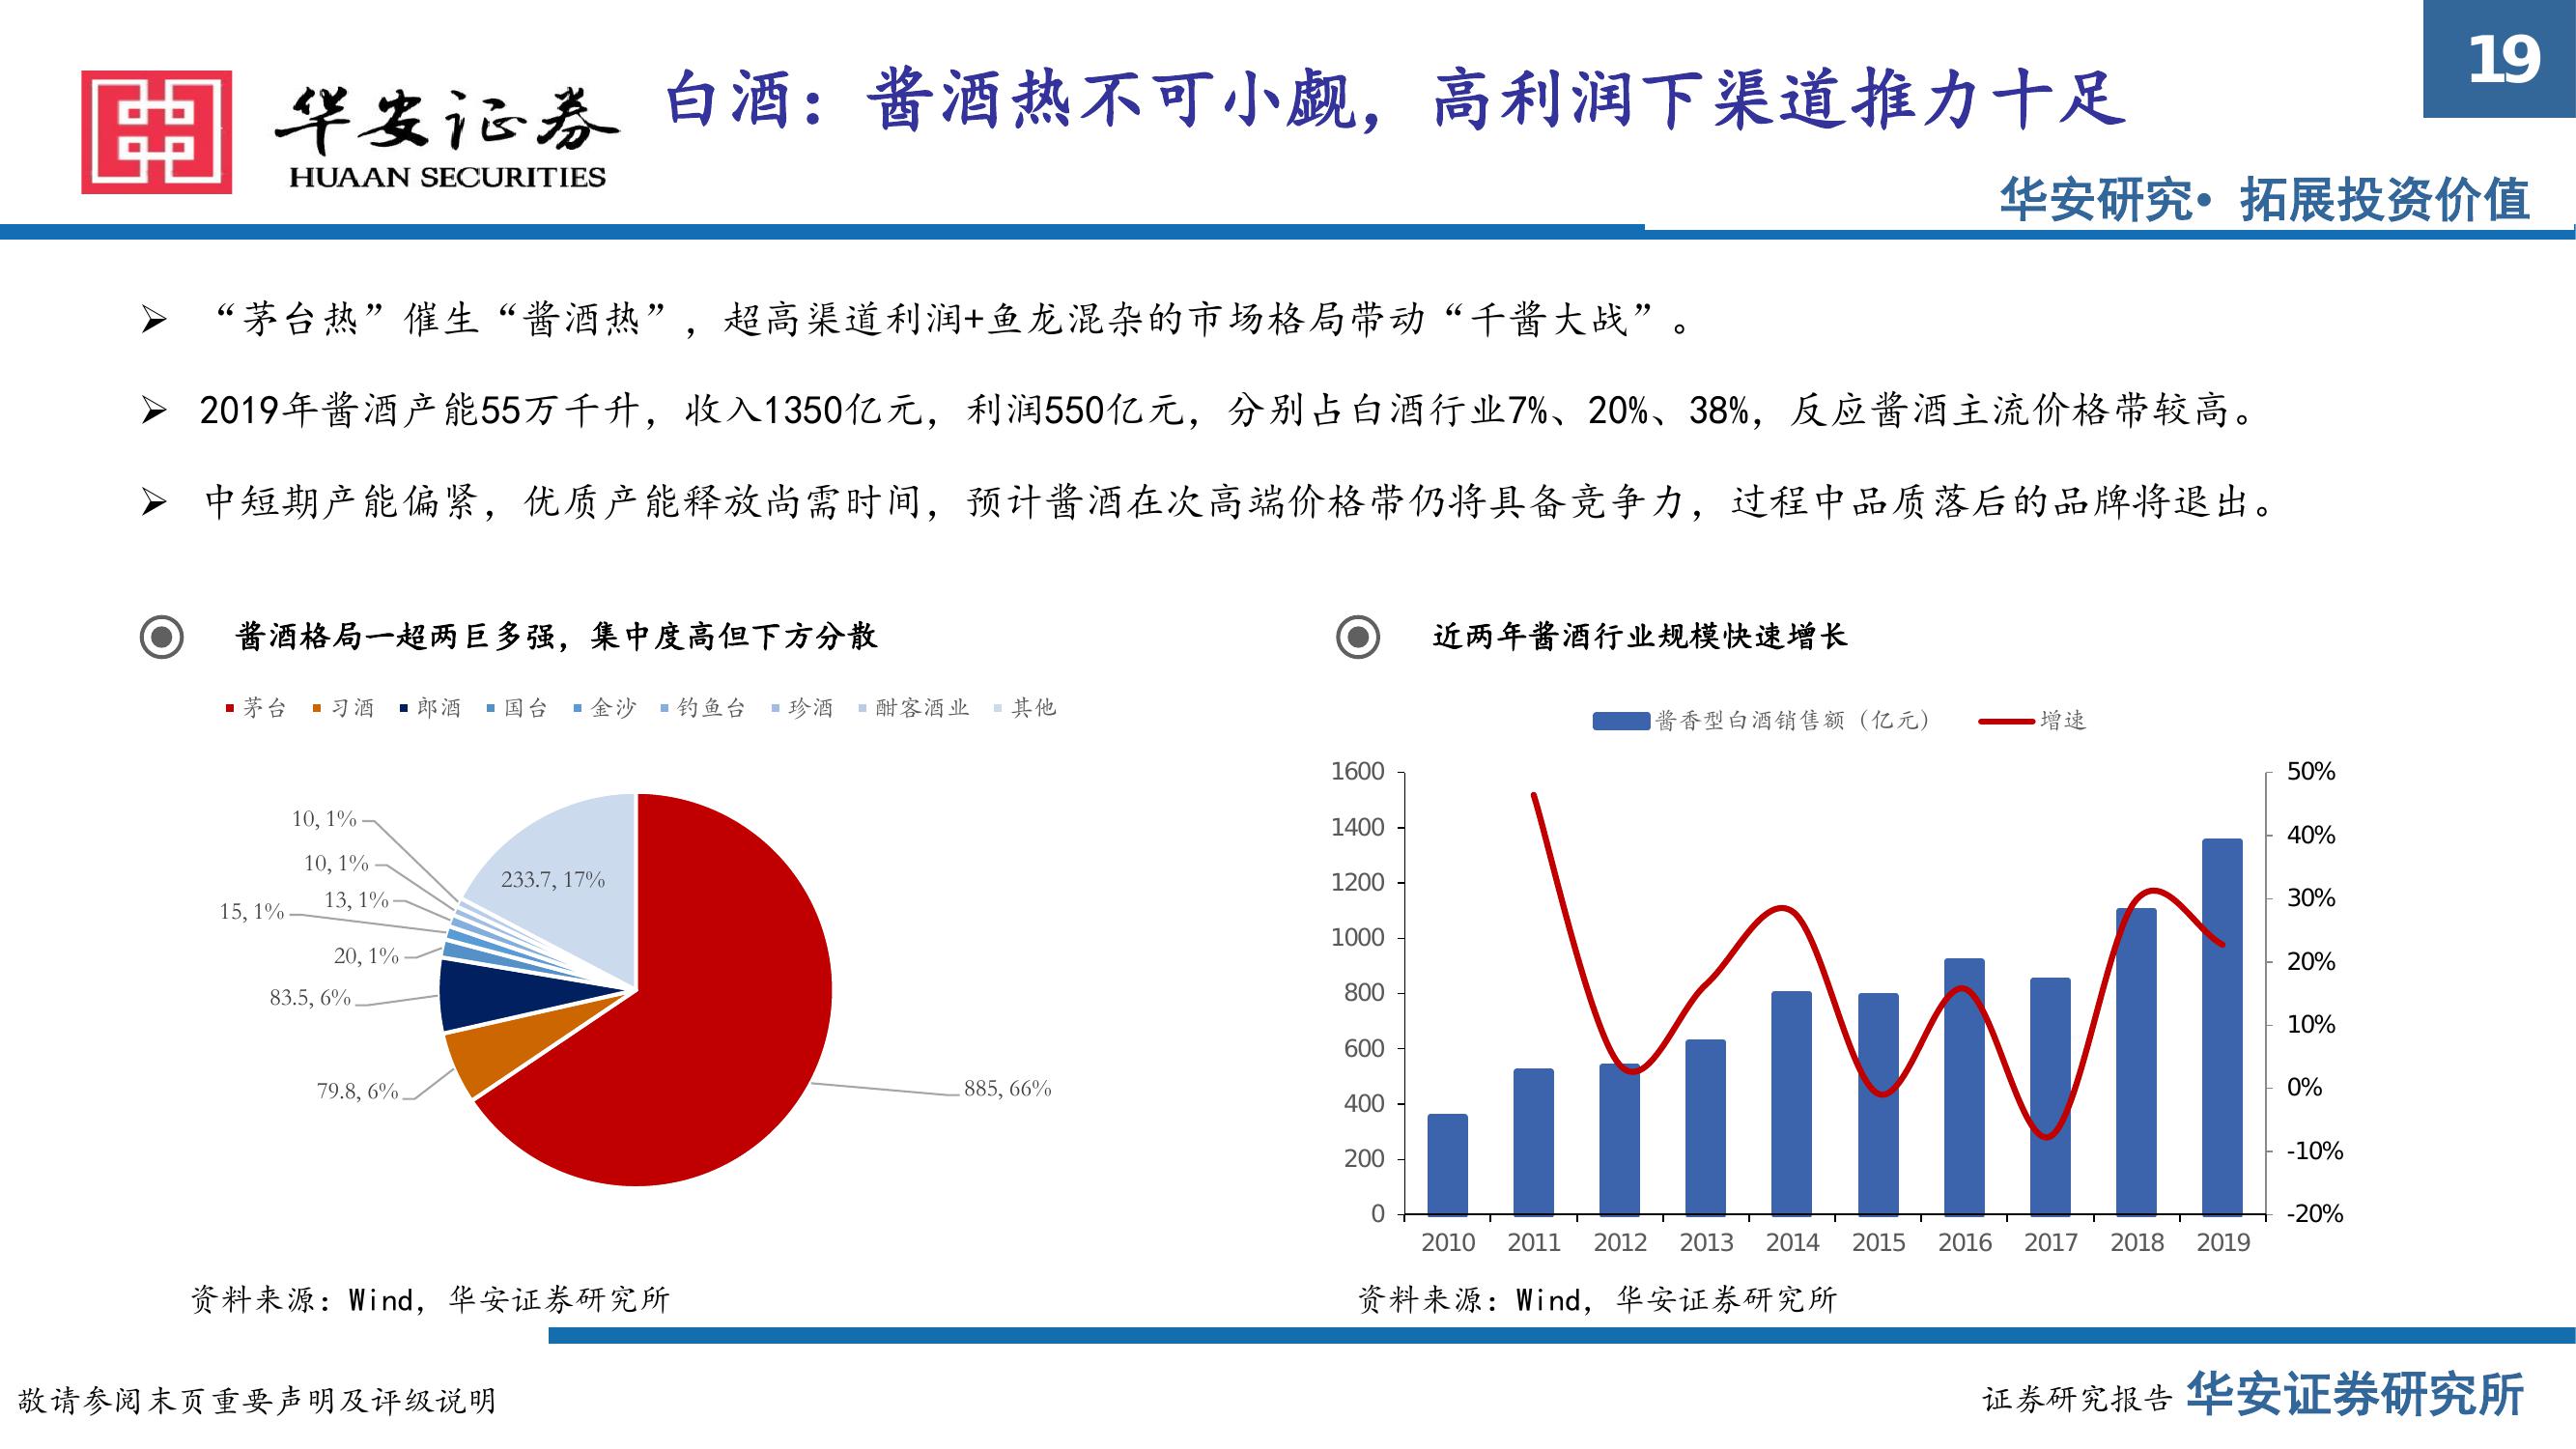 19
华安证券
HUAAN SECURITIES
白酒：酱酒热不可小觑，高利润下渠道推力十足
华安研究• 拓展投资价值
“茅台热”催生“酱酒热”，超高渠道利润+鱼龙混杂的市场格局带动“千酱大战”。
2019年酱酒产能55万千升，收入1350亿元，利润550亿元，分别占白酒行业7%、20%、38%，反应酱酒主流价格带较高。
中短期产能偏紧，优质产能释放尚需时间，预计酱酒在次高端价格带仍将具备竞争力，过程中品质落后的品牌将退出。
酱酒格局一超两巨多强，集中度高但下方分散
茅台 习酒 郎酒 国台 金沙 钓鱼台 珍酒 酣客酒业 其他
10, 1%
10, 1%
13, 1%
15, 1%
20, 1%
83.5, 6%
79.8, 6%
233.7, 17%
885, 66%
资料来源：Wind，华安证券研究所
近两年酱酒行业规模快速增长
酱香型白酒销售额（亿元） 增速
1600
1400
1200
1000
800
600
400
200
0
50%
40%
30%
20%
10%
0%
-10%
-20%
2010 2011 2012 2013 2014 2015 2016 2017 2018 2019
资料来源：Wind，华安证券研究所
敬请参阅末页重要声明及评级说明
证券研究报告 华安证券研究所